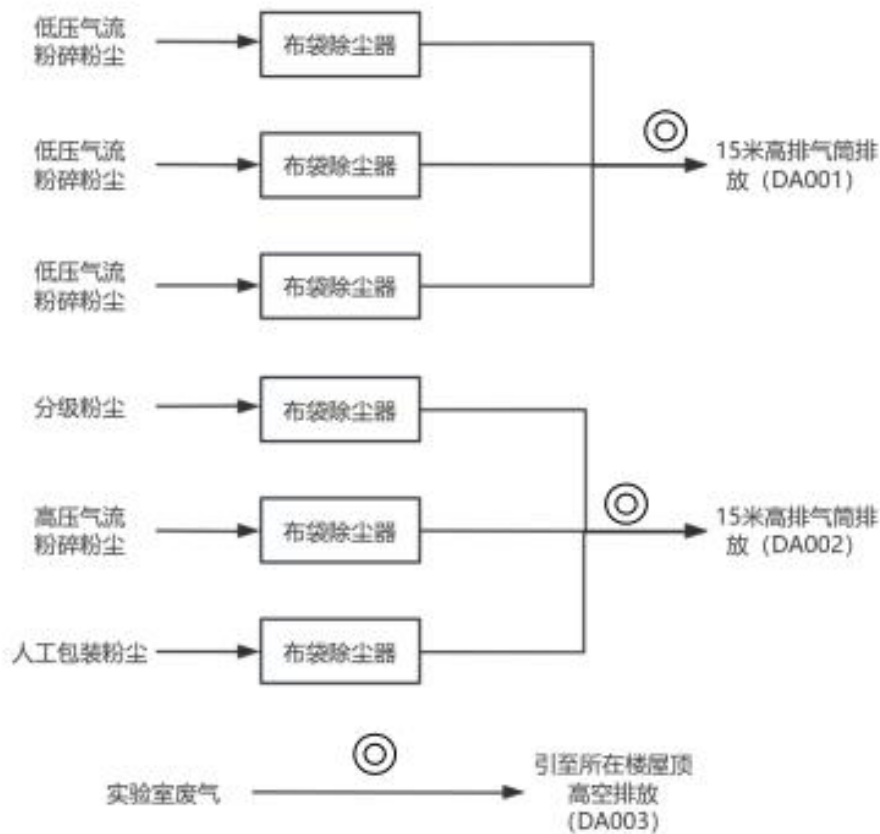 低压气流
粉碎粉尘
布袋除尘器
低压气流
粉碎粉尘
布袋除尘器
15米高排气筒排
放（DA001）
低压气流
粉碎粉尘
布袋除尘器
分级粉尘
布袋除尘器
高压气流
粉碎粉尘
布袋除尘器
15米高排气筒排
放（DA002）
人工包装粉尘
布袋除尘器
实验室废气
引至所在楼屋顶
高空排放
（DA003）